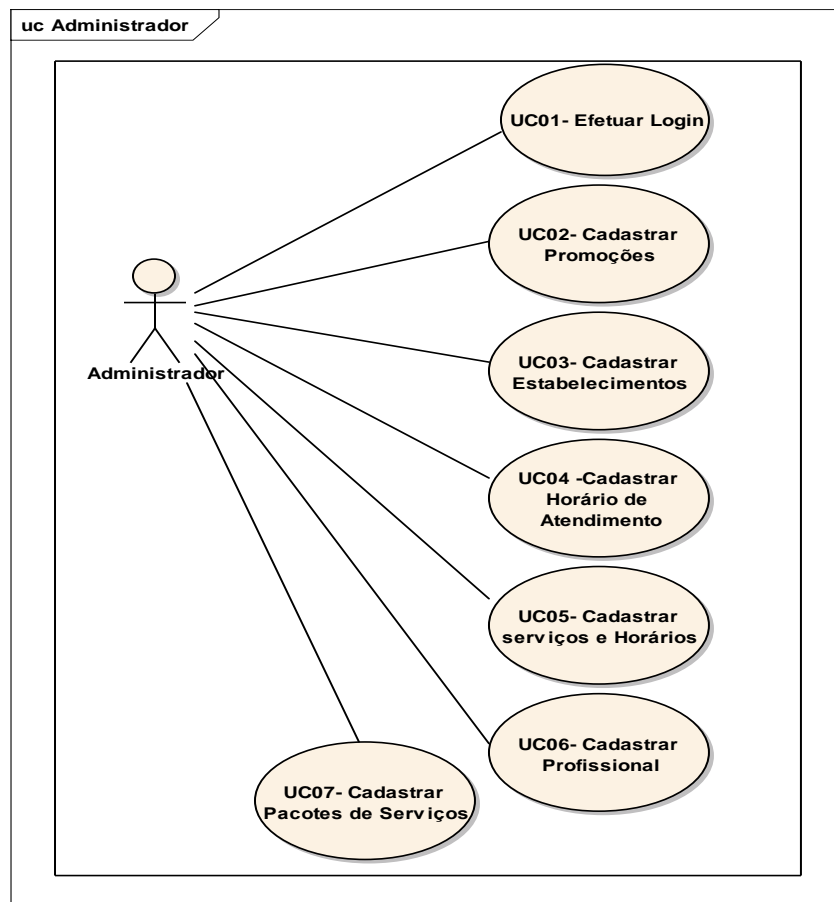 uc Administrador
UC01- Efetuar Login
UC02- Cadastrar
Promoções
Administrador
UC03- Cadastrar
Estabelecimentos
UC04 -Cadastrar
Horário de
Atendimento
UC05- Cadastrar
serviços e Horários
UC06- Cadastrar
Profissional
UC07- Cadastrar
Pacotes de Serviços